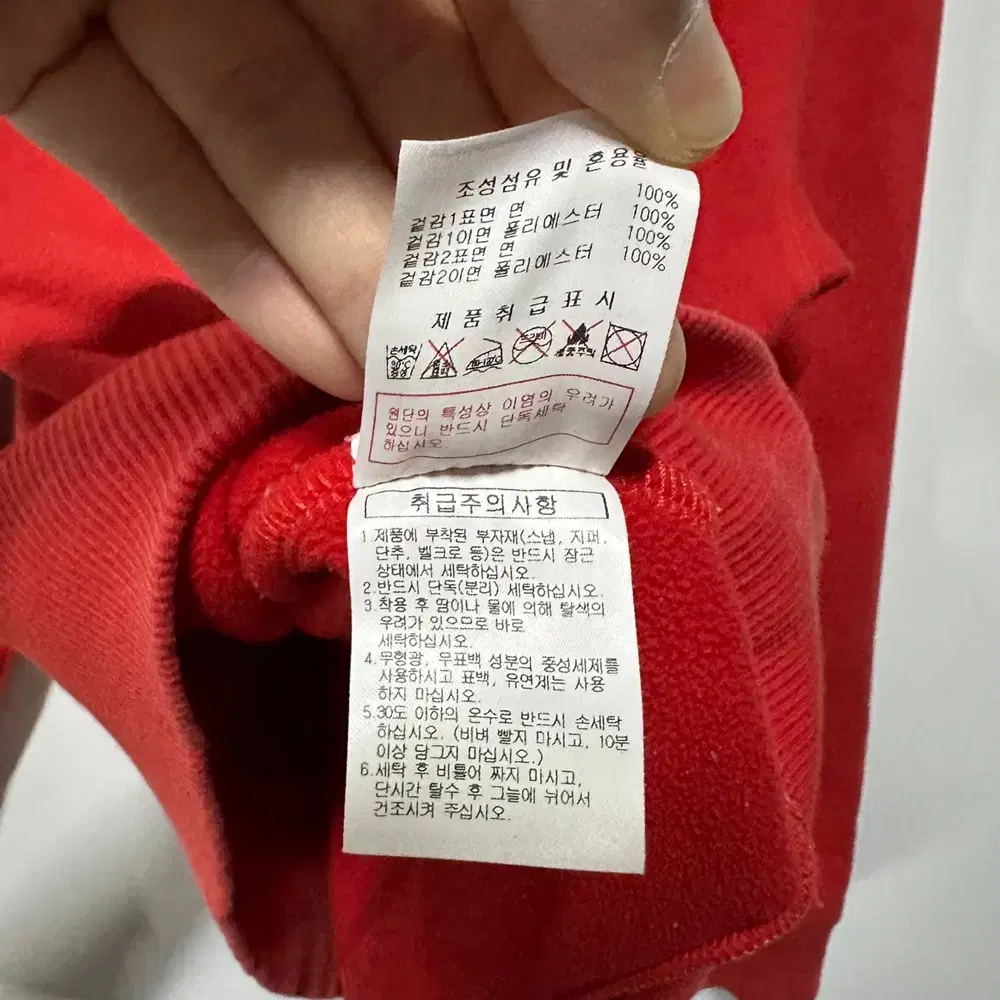 조성섬유 및 혼용율
겉감1표면 면 100%
겉감1이면 폴리에스터 100%
겉감2표면 면 100%
겉감2이면 폴리에스터 100%
제품취급표시
손세탁 드라이
30℃
중성
원단의 특성상 이염의 우려가
있으니 반드시 단독세탁
하십시오.
취급주의사항
1.제품에 부착된 부자재(스냅, 지퍼,
단추, 벨크로 등)은 반드시 잠근
상태에서 세탁하십시오.
2.반드시 단독(분리) 세탁하십시오.
3.착용 후 땀이나 물에 의해 탈색의
우려가 있으므로 바로
세탁하십시오.
4.무형광, 무표백 성분의 중성세제를
사용하시고 표백, 유연제는 사용
하지 마십시오.
5.30도 이하의 온수로 반드시 손세탁
하십시오. (비벼 빨지 마시고, 10분
이상 담그지 마십시오.)
6.세탁 후 비틀어 짜지 마시고,
단시간 탈수 후 그늘에 뉘어서
건조시켜 주십시오.